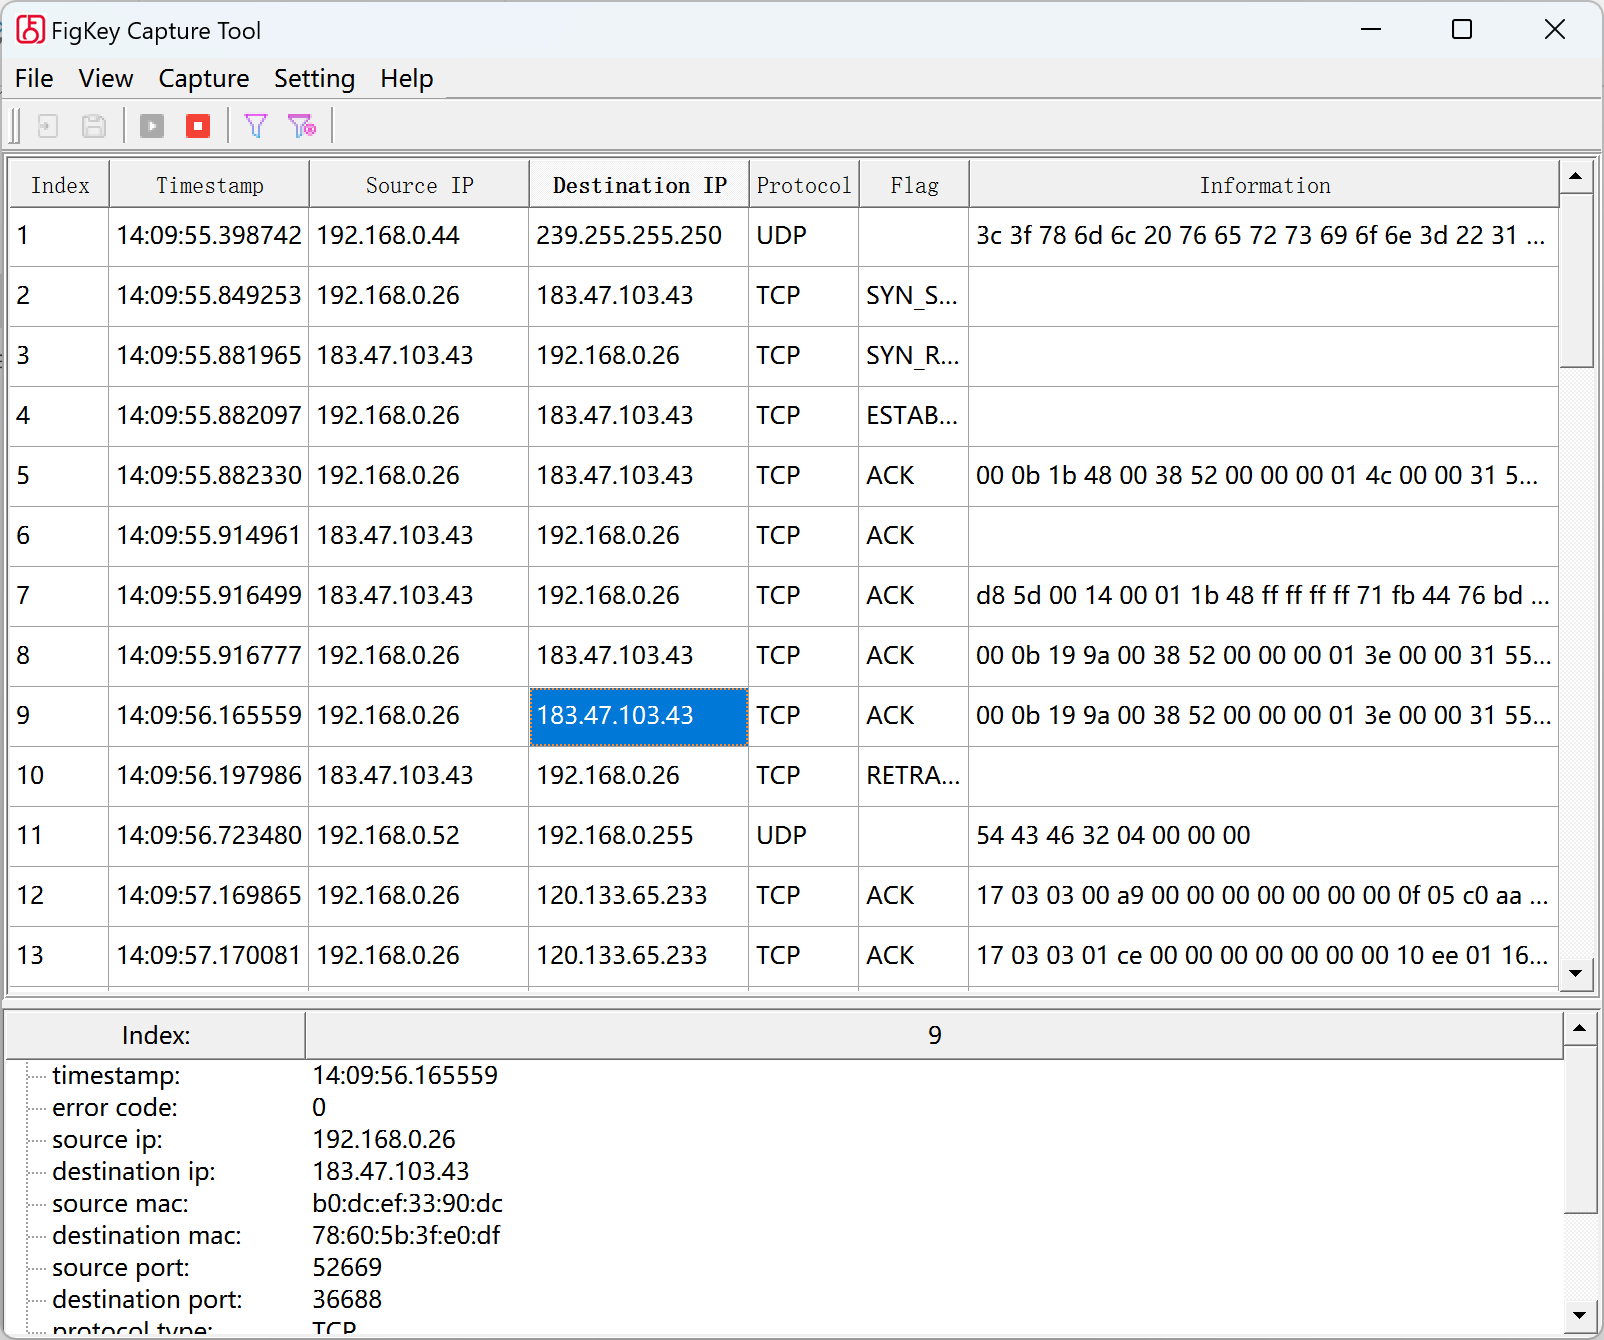 FigKey Capture Tool
File View Capture Setting Help
Index Timestamp Source IP Destination IP Protocol Flag Information
1 14:09:55.398742 192.168.0.44 239.255.255.250 UDP 3c 3f 78 6d 6c 20 76 65 72 73 69 6f 6e 3d 22 31 ...
2 14:09:55.849253 192.168.0.26 183.47.103.43 TCP SYN_S...
3 14:09:55.881965 183.47.103.43 192.168.0.26 TCP SYN_R...
4 14:09:55.882097 192.168.0.26 183.47.103.43 TCP ESTAB...
5 14:09:55.882330 192.168.0.26 183.47.103.43 TCP ACK 00 0b 1b 48 00 38 52 00 00 00 01 4c 00 00 31 5...
6 14:09:55.914961 183.47.103.43 192.168.0.26 TCP ACK
7 14:09:55.916499 183.47.103.43 192.168.0.26 TCP ACK d8 5d 00 14 00 01 1b 48 ff ff ff ff 71 fb 44 76 bd ...
8 14:09:55.916777 192.168.0.26 183.47.103.43 TCP ACK 00 0b 19 9a 00 38 52 00 00 00 01 3e 00 00 31 55...
9 14:09:56.165559 192.168.0.26 183.47.103.43 TCP ACK 00 0b 19 9a 00 38 52 00 00 00 01 3e 00 00 31 55...
10 14:09:56.197986 183.47.103.43 192.168.0.26 TCP RETRA...
11 14:09:56.723480 192.168.0.52 192.168.0.255 UDP 54 43 46 32 04 00 00 00
12 14:09:57.169865 192.168.0.26 120.133.65.233 TCP ACK 17 03 03 00 a9 00 00 00 00 00 00 00 0f 05 c0 aa ...
13 14:09:57.170081 192.168.0.26 120.133.65.233 TCP ACK 17 03 03 01 ce 00 00 00 00 00 00 00 10 ee 01 16...
Index: 9
timestamp: 14:09:56.165559
error code: 0
source ip: 192.168.0.26
destination ip: 183.47.103.43
source mac: b0:dc:ef:33:90:dc
destination mac: 78:60:5b:3f:e0:df
source port: 52669
destination port: 36688
protocol type: TCP